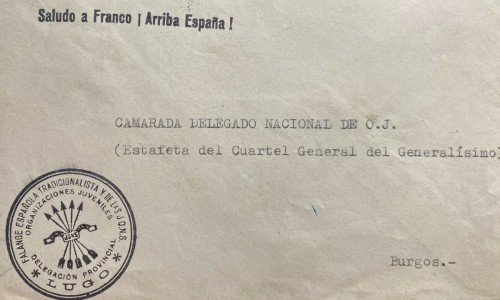 Saludo a Franco ¡ Arriba España !
CAMARADA DELEGADO NACIONAL DE O.J.
(Estafeta del Cuartel General del Generalísimo)
FALANGE ESPAÑOLA TRADICIONALISTA Y DE LAS J.O.N.S.
ORGANIZACIONES JUVENILES
DELEGACIÓN PROVINCIAL
* LUGO *
Burgos.-